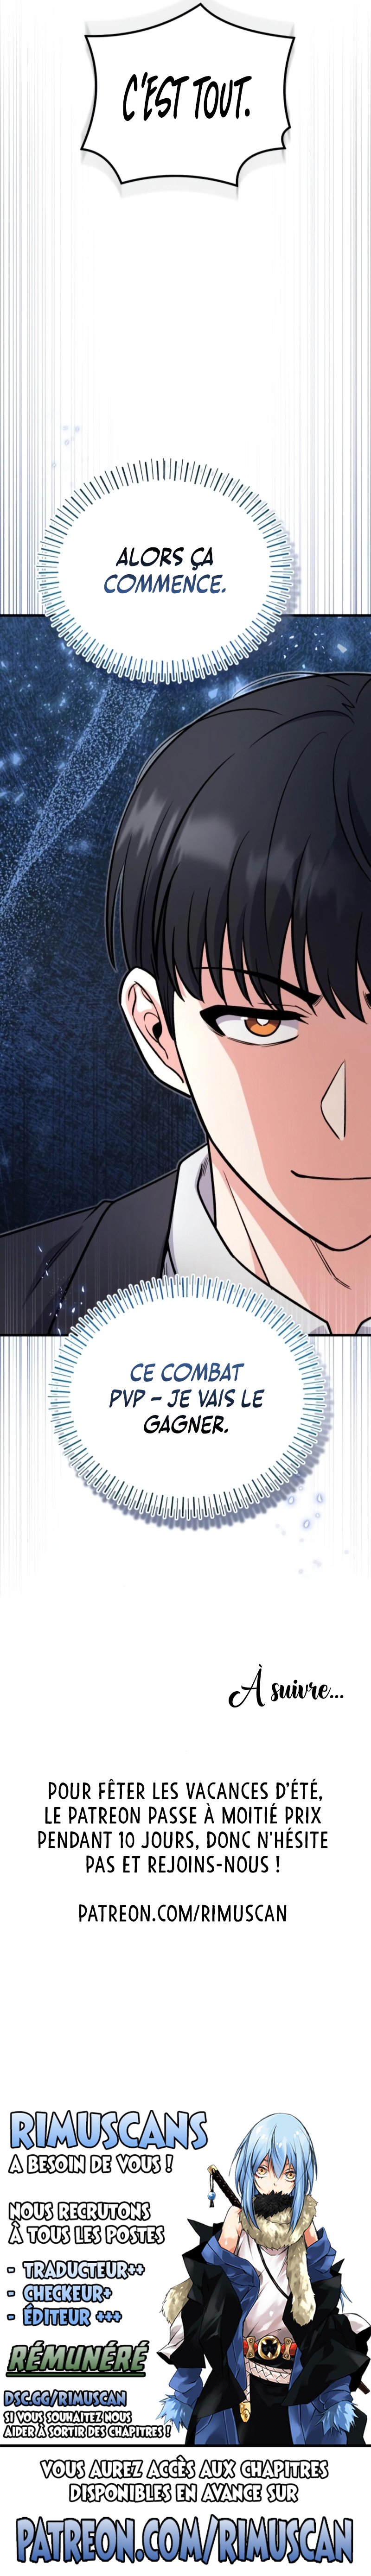 C'EST TOUT.
ALORS ÇA
COMMENCE.
CE COMBAT
PVP - JE VAIS LE
GAGNER.
À suivre...
POUR FÊTER LES VACANCES D'ÉTÉ,
LE PATREON PASSE À MOITIÉ PRIX
PENDANT 10 JOURS, DONC N'HÉSITE
PAS ET REJOINS-NOUS !
PATREON.COM/RIMUSCAN
RIMUSCANS
A BESOIN DE VOUS !
NOUS RECRUTONS
À TOUS LES POSTES
- TRADUCTEUR++
- CHECKEUR+
- ÉDITEUR +++
RÉMUNÉRÉ
DSC.GG/RIMUSCAN
SI VOUS SOUHAITEZ NOUS
AIDER À SORTIR DES CHAPITRES !
VOUS AUREZ ACCÈS AUX CHAPITRES
DISPONIBLES EN AVANCE SUR
PATREON.COM/RIMUSCAN